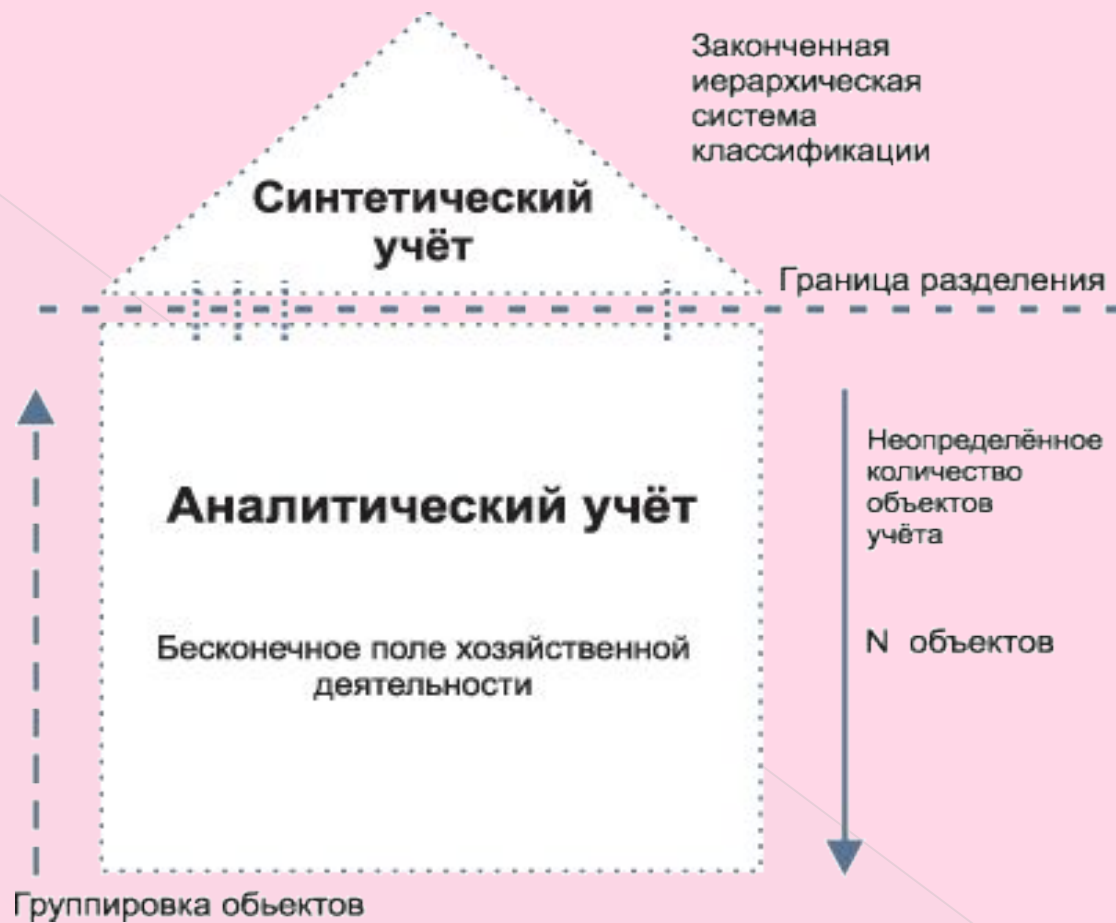 Законченная
иерархическая
система
классификации
Синтетический
учёт
Граница разделения
Неопределённое
количество
объектов
учёта
Аналитический учёт
N объектов
Бесконечное поле хозяйственной
деятельности
Группировка обьектов